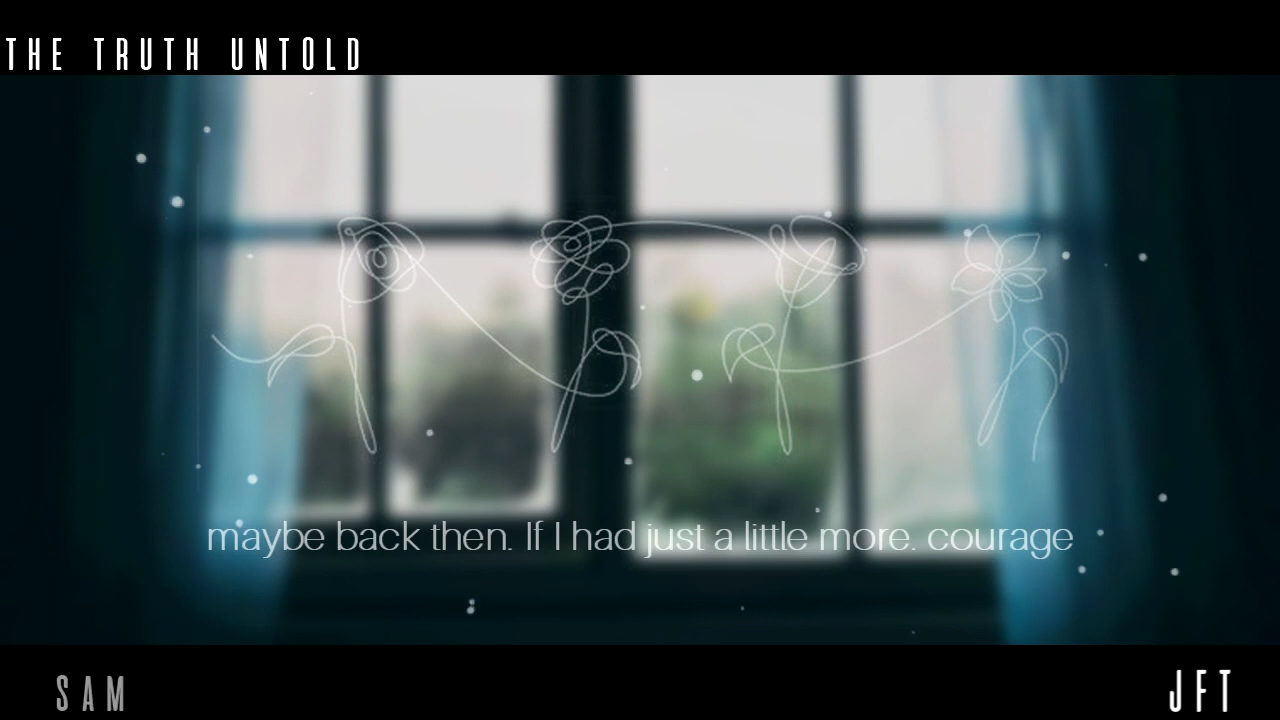 THE TRUTH UNTOLD
maybe back then. If I had just a little more. courage
SAM
JFT